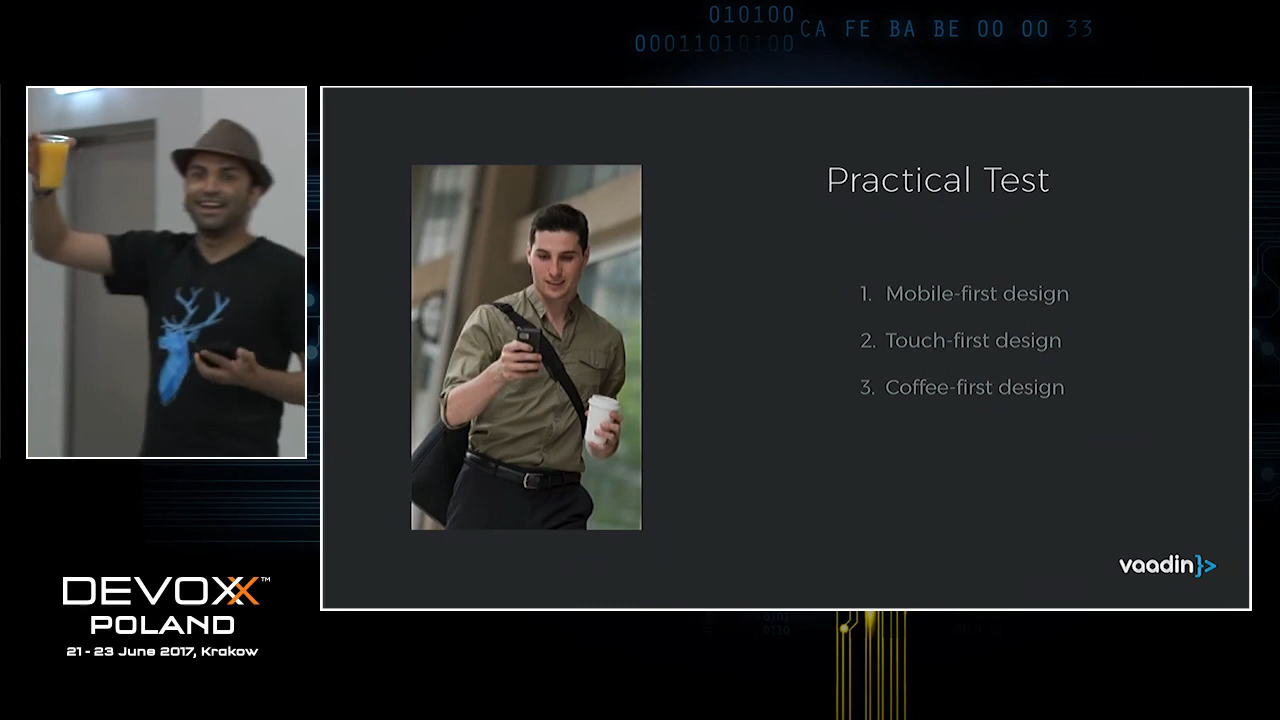 010100
00011010100
CA FE BA BE 00 00 33
Practical Test
1. Mobile-first design
2. Touch-first design
3. Coffee-first design
vaadin}>
DEVOXX™
POLAND
21 - 23 June 2017, Krakow